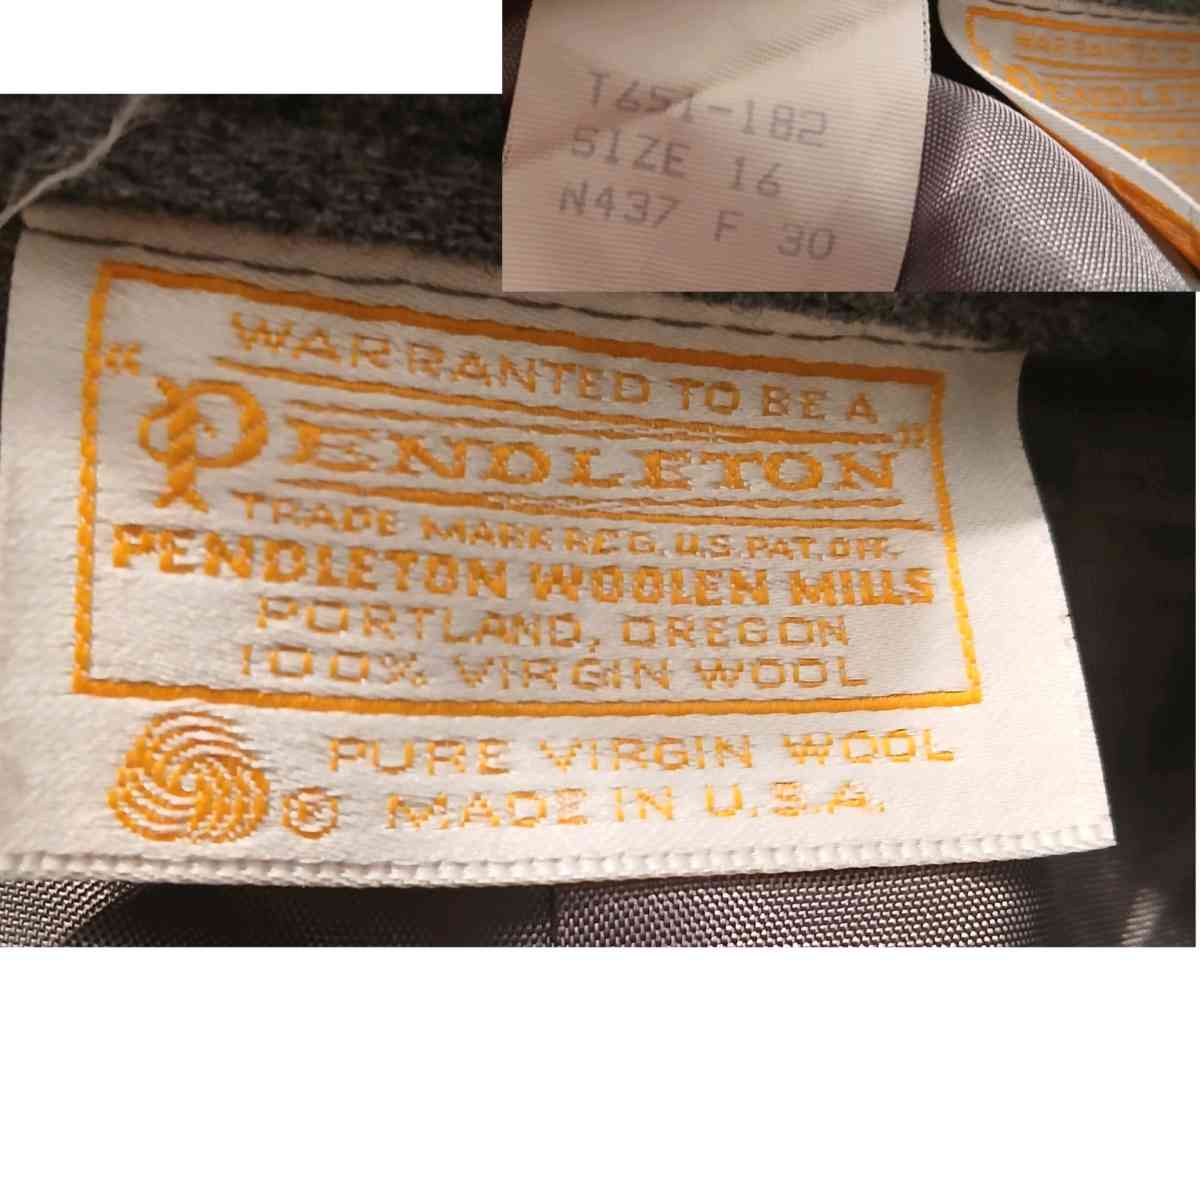 T651-182
SIZE 16
N437 F 30
WARRANTED TO BE A
"PENDLETON"
TRADE MARK REG. U.S. PAT. OFF.
PENDLETON WOOLEN MILLS
PORTLAND, OREGON
100% VIRGIN WOOL
PURE VIRGIN WOOL
® MADE IN U.S.A.